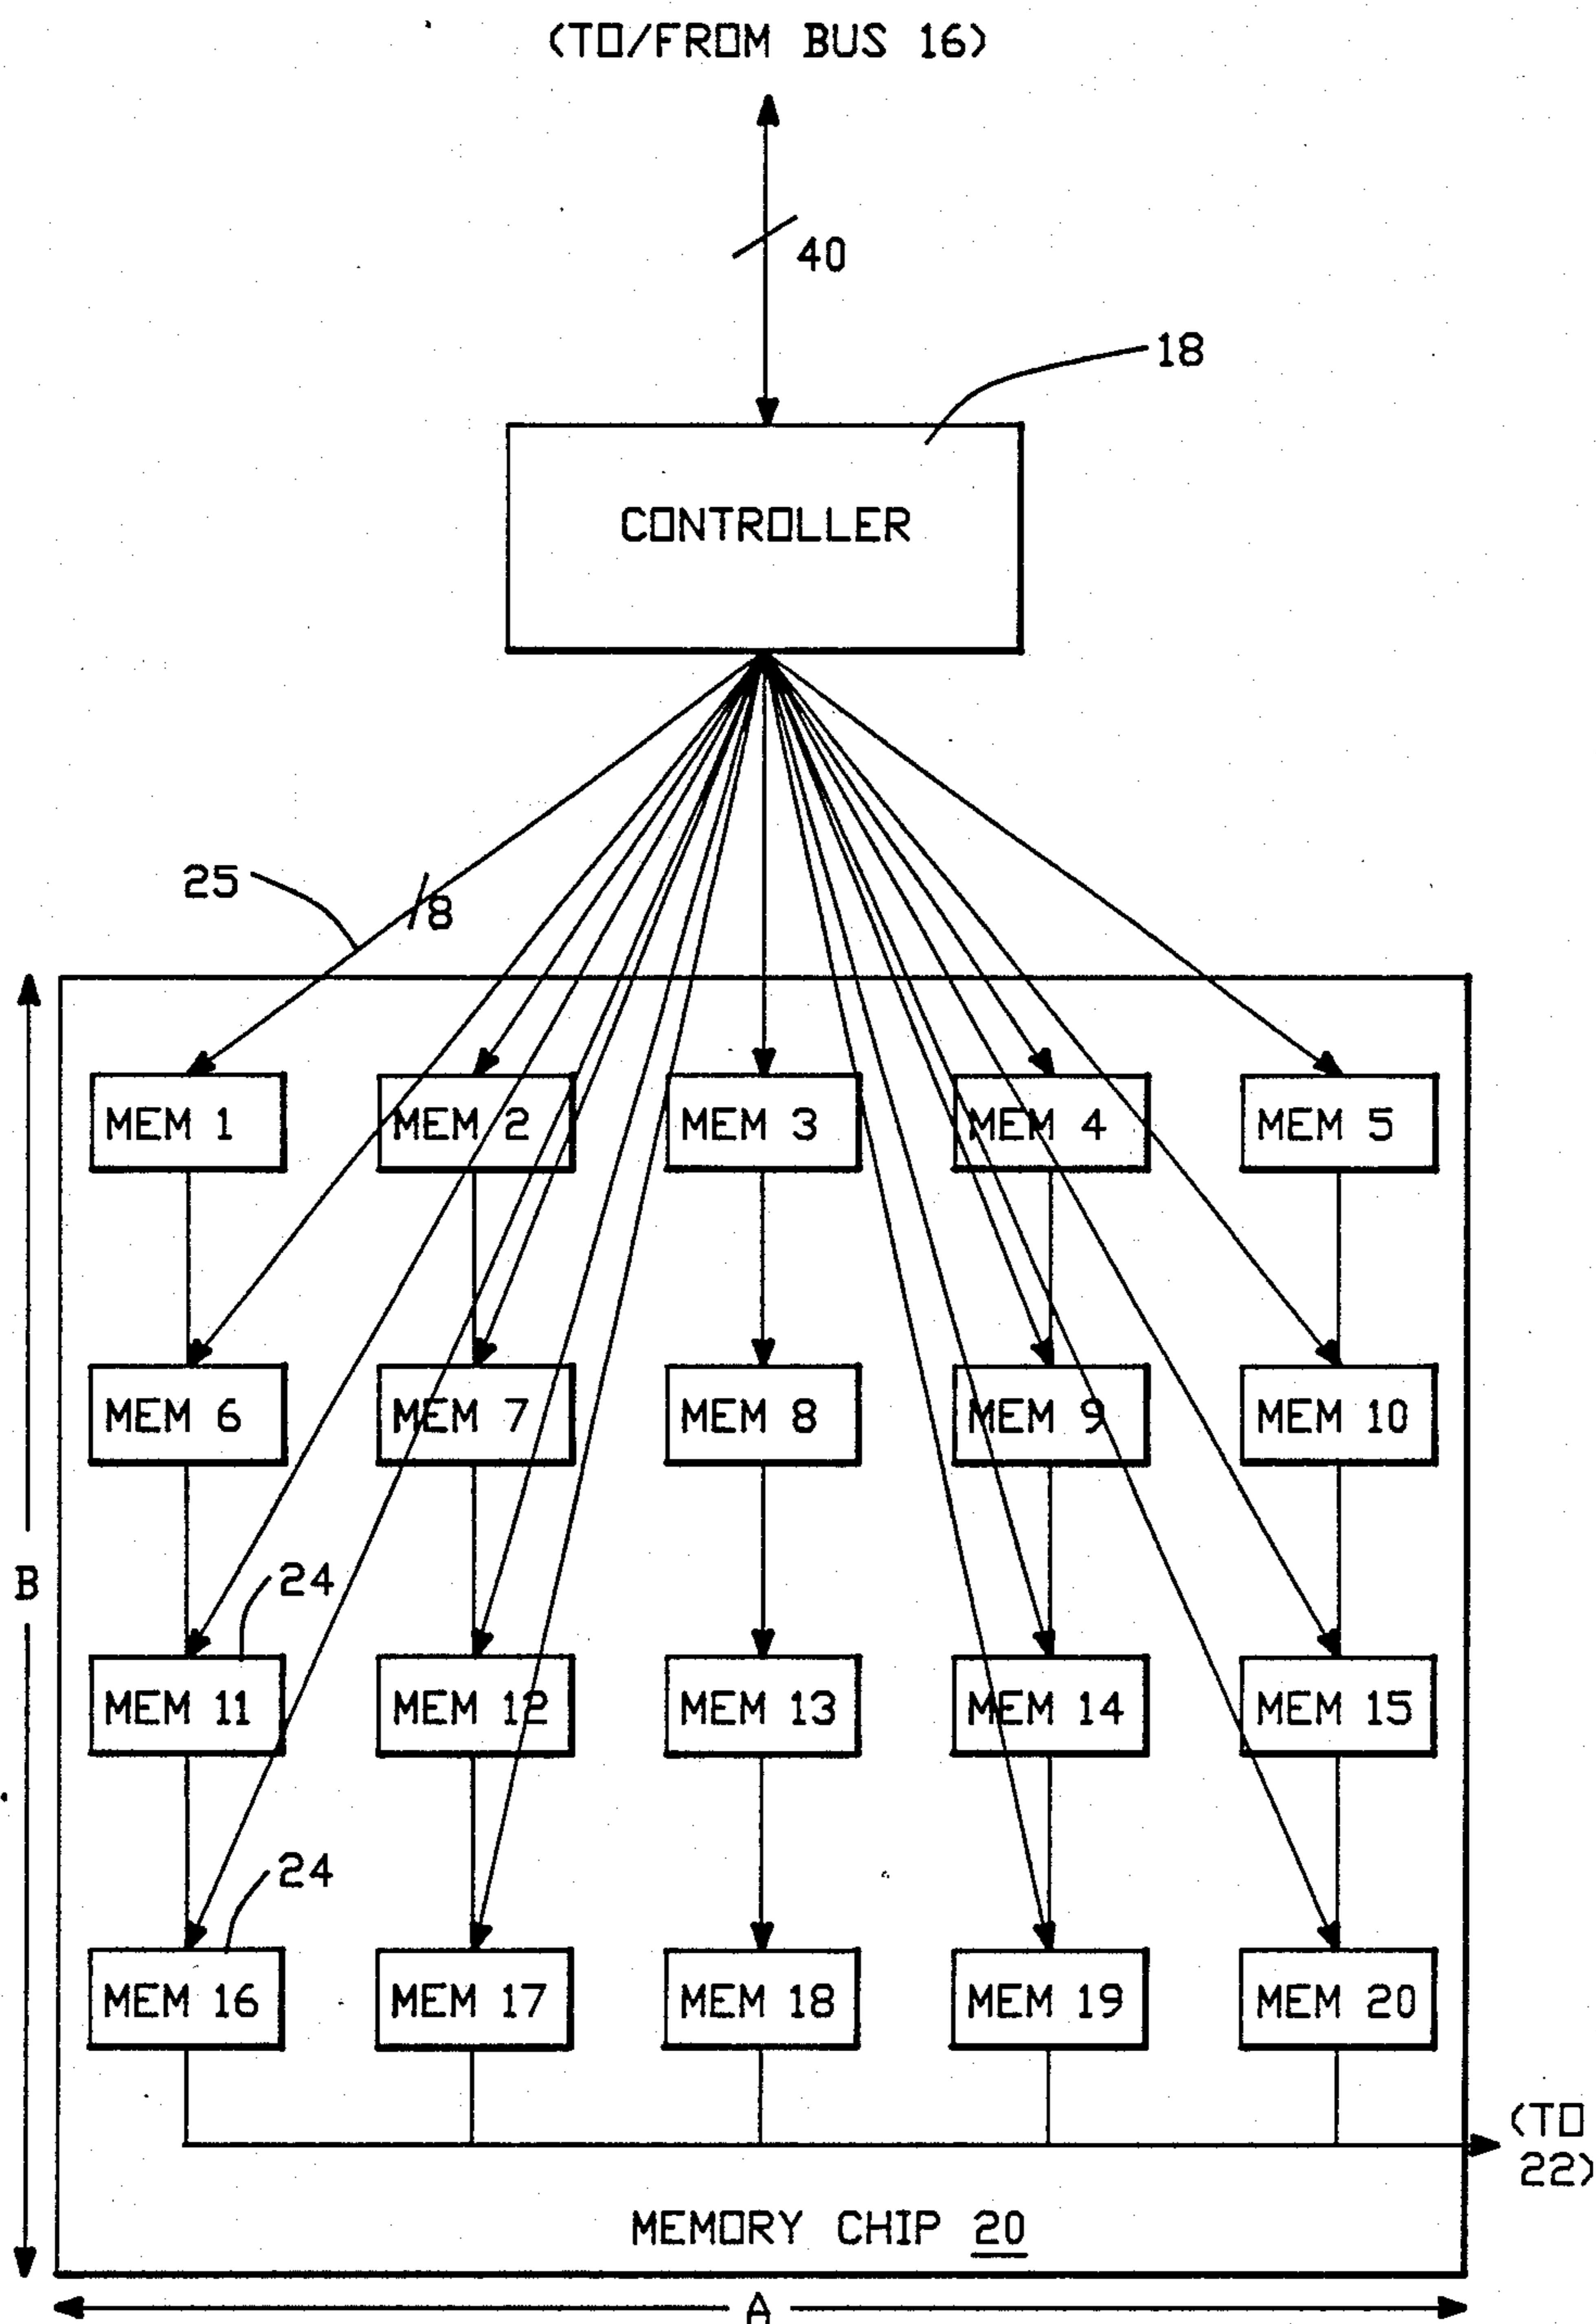 (TO/FROM BUS 16)
40
18
CONTROLLER
25
8
MEM 1 MEM 2 MEM 3 MEM 4 MEM 5
MEM 6 MEM 7 MEM 8 MEM 9 MEM 10
B
24
MEM 11 MEM 12 MEM 13 MEM 14 MEM 15
24
MEM 16 MEM 17 MEM 18 MEM 19 MEM 20
(TO
22)
MEMORY CHIP 20
A